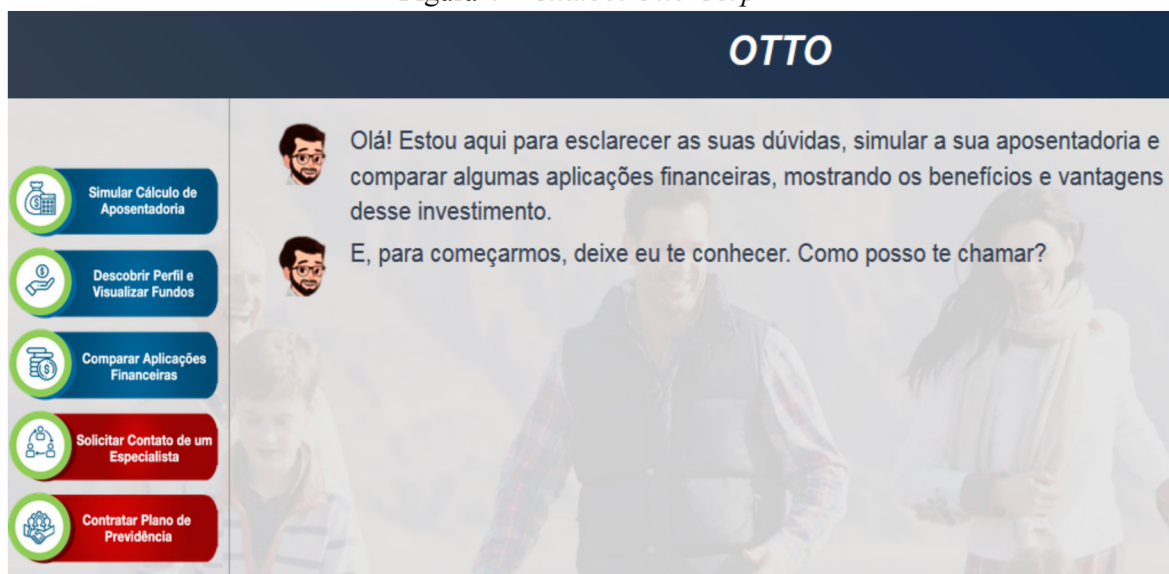 OTTO
Olá! Estou aqui para esclarecer as suas dúvidas, simular a sua aposentadoria e
comparar algumas aplicações financeiras, mostrando os benefícios e vantagens
desse investimento.
E, para começarmos, deixe eu te conhecer. Como posso te chamar?
Simular Cálculo de
Aposentadoria
Descobrir Perfil e
Visualizar Fundos
Comparar Aplicações
Financeiras
Solicitar Contato de um
Especialista
Contratar Plano de
Previdência